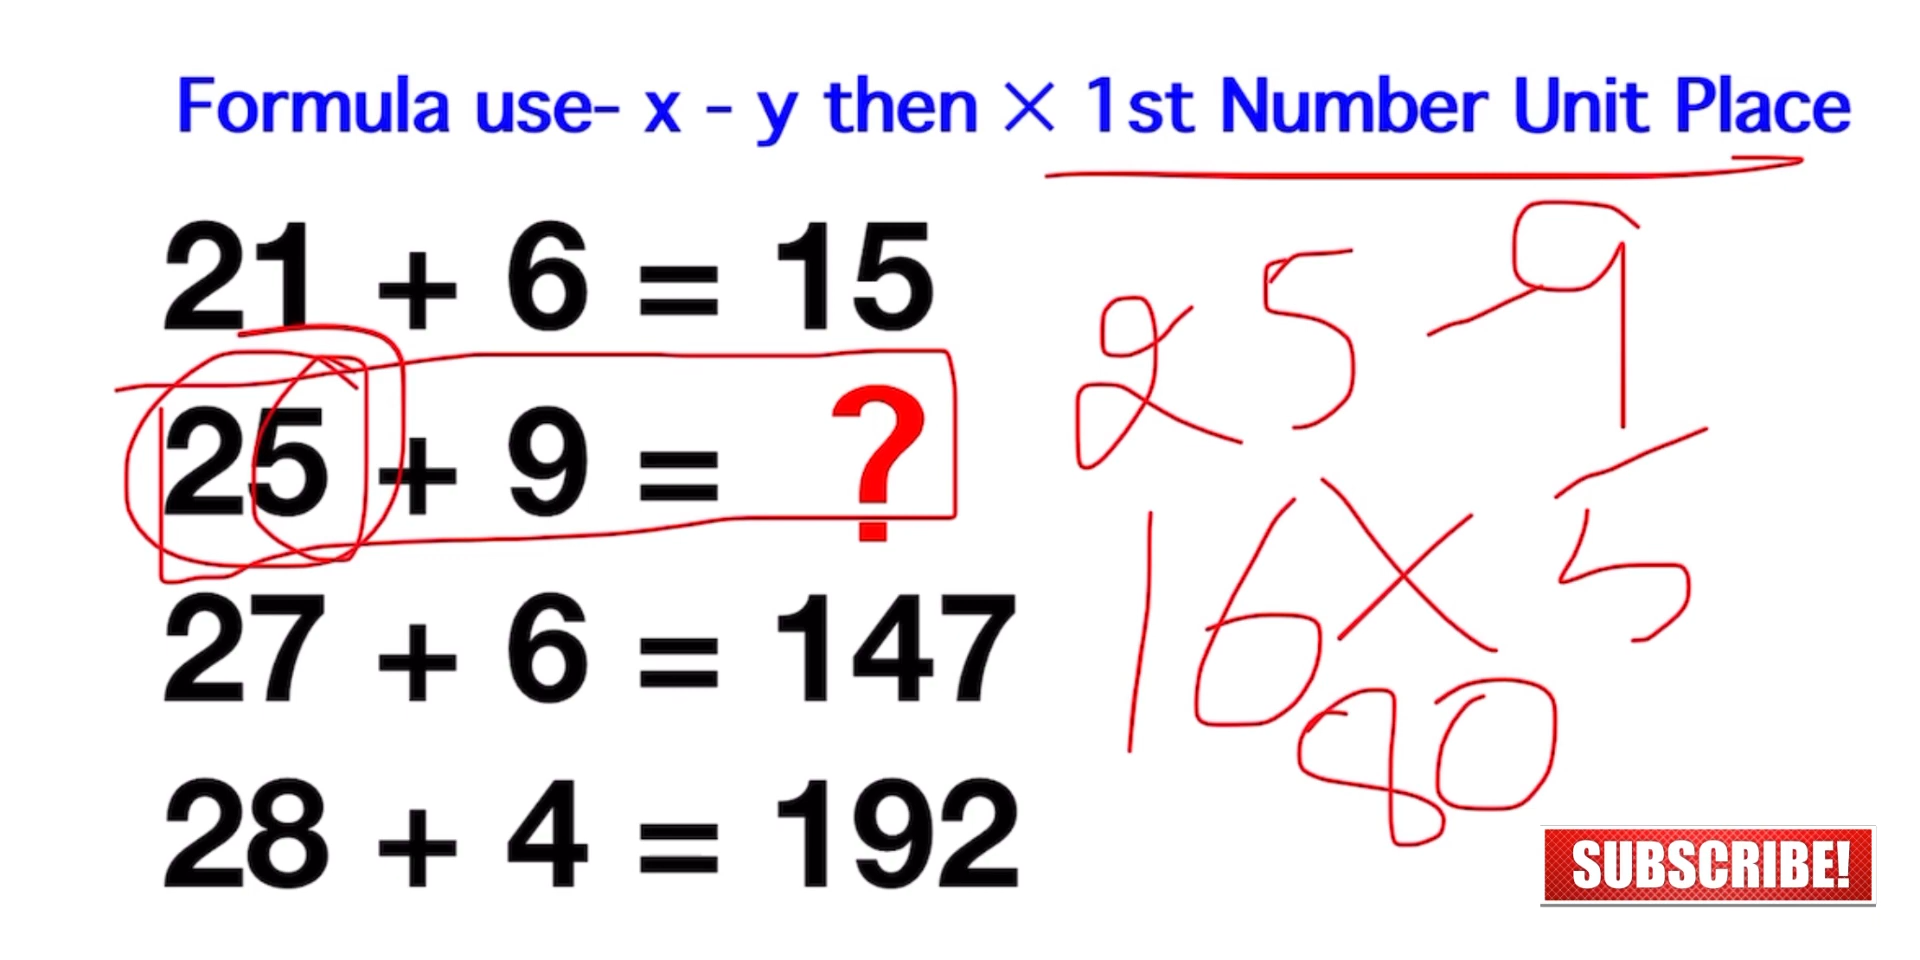 Formula use- x - y then × 1st Number Unit Place
21 + 6 = 15
25 + 9 = ?
27 + 6 = 147
28 + 4 = 192
25 - 9
16 × 5
80
SUBSCRIBE!